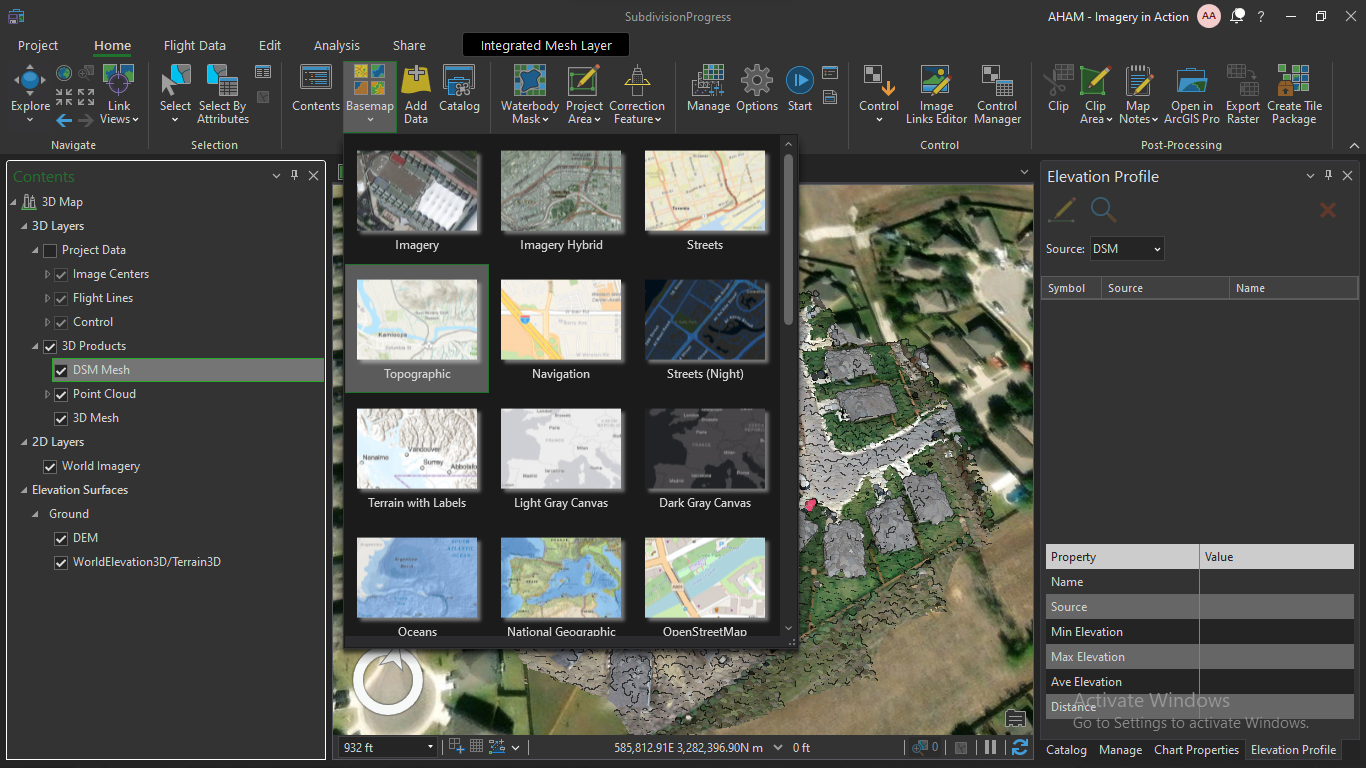 SubdivisionProgress
AHAM - Imagery in Action
AA
?
Project
Home
Flight Data
Edit
Analysis
Share
Integrated Mesh Layer
Explore
Link
Views
Navigate
Select
Select By
Attributes
Selection
Contents
Basemap
Add
Data
Catalog
Waterbody
Mask
Project
Area
Correction
Feature
Manage
Options
Start
Control
Image
Links Editor
Control
Manager
Control
Clip
Clip
Area
Map
Notes
Open in
ArcGIS Pro
Export
Raster
Create Tile
Package
Post-Processing
Contents
3D Map
3D Layers
Project Data
Image Centers
Flight Lines
Control
3D Products
DSM Mesh
Point Cloud
3D Mesh
2D Layers
World Imagery
Elevation Surfaces
Ground
DEM
WorldElevation3D/Terrain3D
Imagery
Imagery Hybrid
Toronto
Streets
Kamloops
Topographic
Navigation
Streets (Night)
Nanaimo
Vancouver
Surrey
Abbotsfo
Terrain with Labels
Light Gray Canvas
Dark Gray Canvas
Oceans
National Geographic
OpenStreetMap
932 ft
585,812.91E 3,282,396.90N m
0 ft
0
Elevation Profile
Source:
DSM
Symbol
Source
Name
Property
Value
Name
Source
Min Elevation
Max Elevation
Ave Elevation
Distance
Activate Windows
Go to Settings to activate Windows.
Catalog
Manage
Chart Properties
Elevation Profile